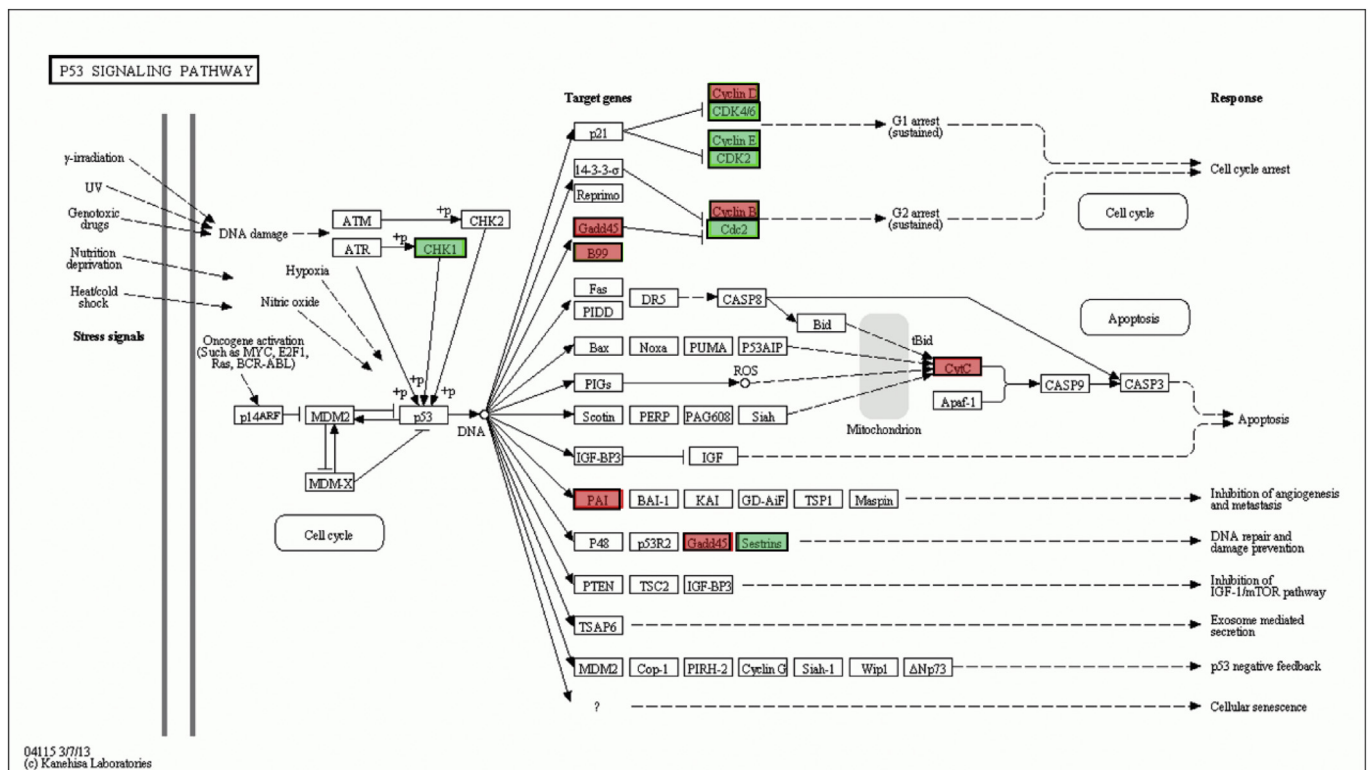 P53 SIGNALING PATHWAY
Target genes
Response
Cyclin D
CDK4/6
p21
G1 arrest
(sustained)
Cyclin E
CDK2
γ-irradiation
UV
Genotoxic
drugs
Nutrition
deprivation
Heat/cold
shock
Stress signals
DNA damage
ATM
+p
CHK2
ATR
+p
CHK1
Hypoxia
Nitric oxide
Oncogene activation
(Such as MYC, E2F1,
Ras, BCR-ABL)
14-3-3-σ
Reprimo
Gadd45
B99
Cyclin B
Cdc2
G2 arrest
(sustained)
Cell cycle arrest
Cell cycle
Fas
PIDD
DR5
CASP8
Bid
tBid
Apoptosis
Bax
Noxa
PUMA
P53AIP
PIGs
ROS
CytC
CASP9
CASP3
Apaf-1
Mitochondrion
Scotin
PERP
PAG608
Siah
Apoptosis
p14ARF
MDM2
+p
+p
+p
p53
DNA
MDM-X
Cell cycle
IGF-BP3
IGF
PAI
BAI-1
KAI
GD-AiF
TSP1
Maspin
Inhibition of angiogenesis
and metastasis
P48
p53R2
Gadd45
Sestrins
DNA repair and
damage prevention
PTEN
TSC2
IGF-BP3
Inhibition of
IGF-1/mTOR pathway
TSAP6
Exosome mediated
secretion
MDM2
Cop-1
PIRH-2
Cyclin G
Siah-1
Wip1
ΔNp73
p53 negative feedback
?
Cellular senescence
04115 3/7/13
(c) Kanehisa Laboratories